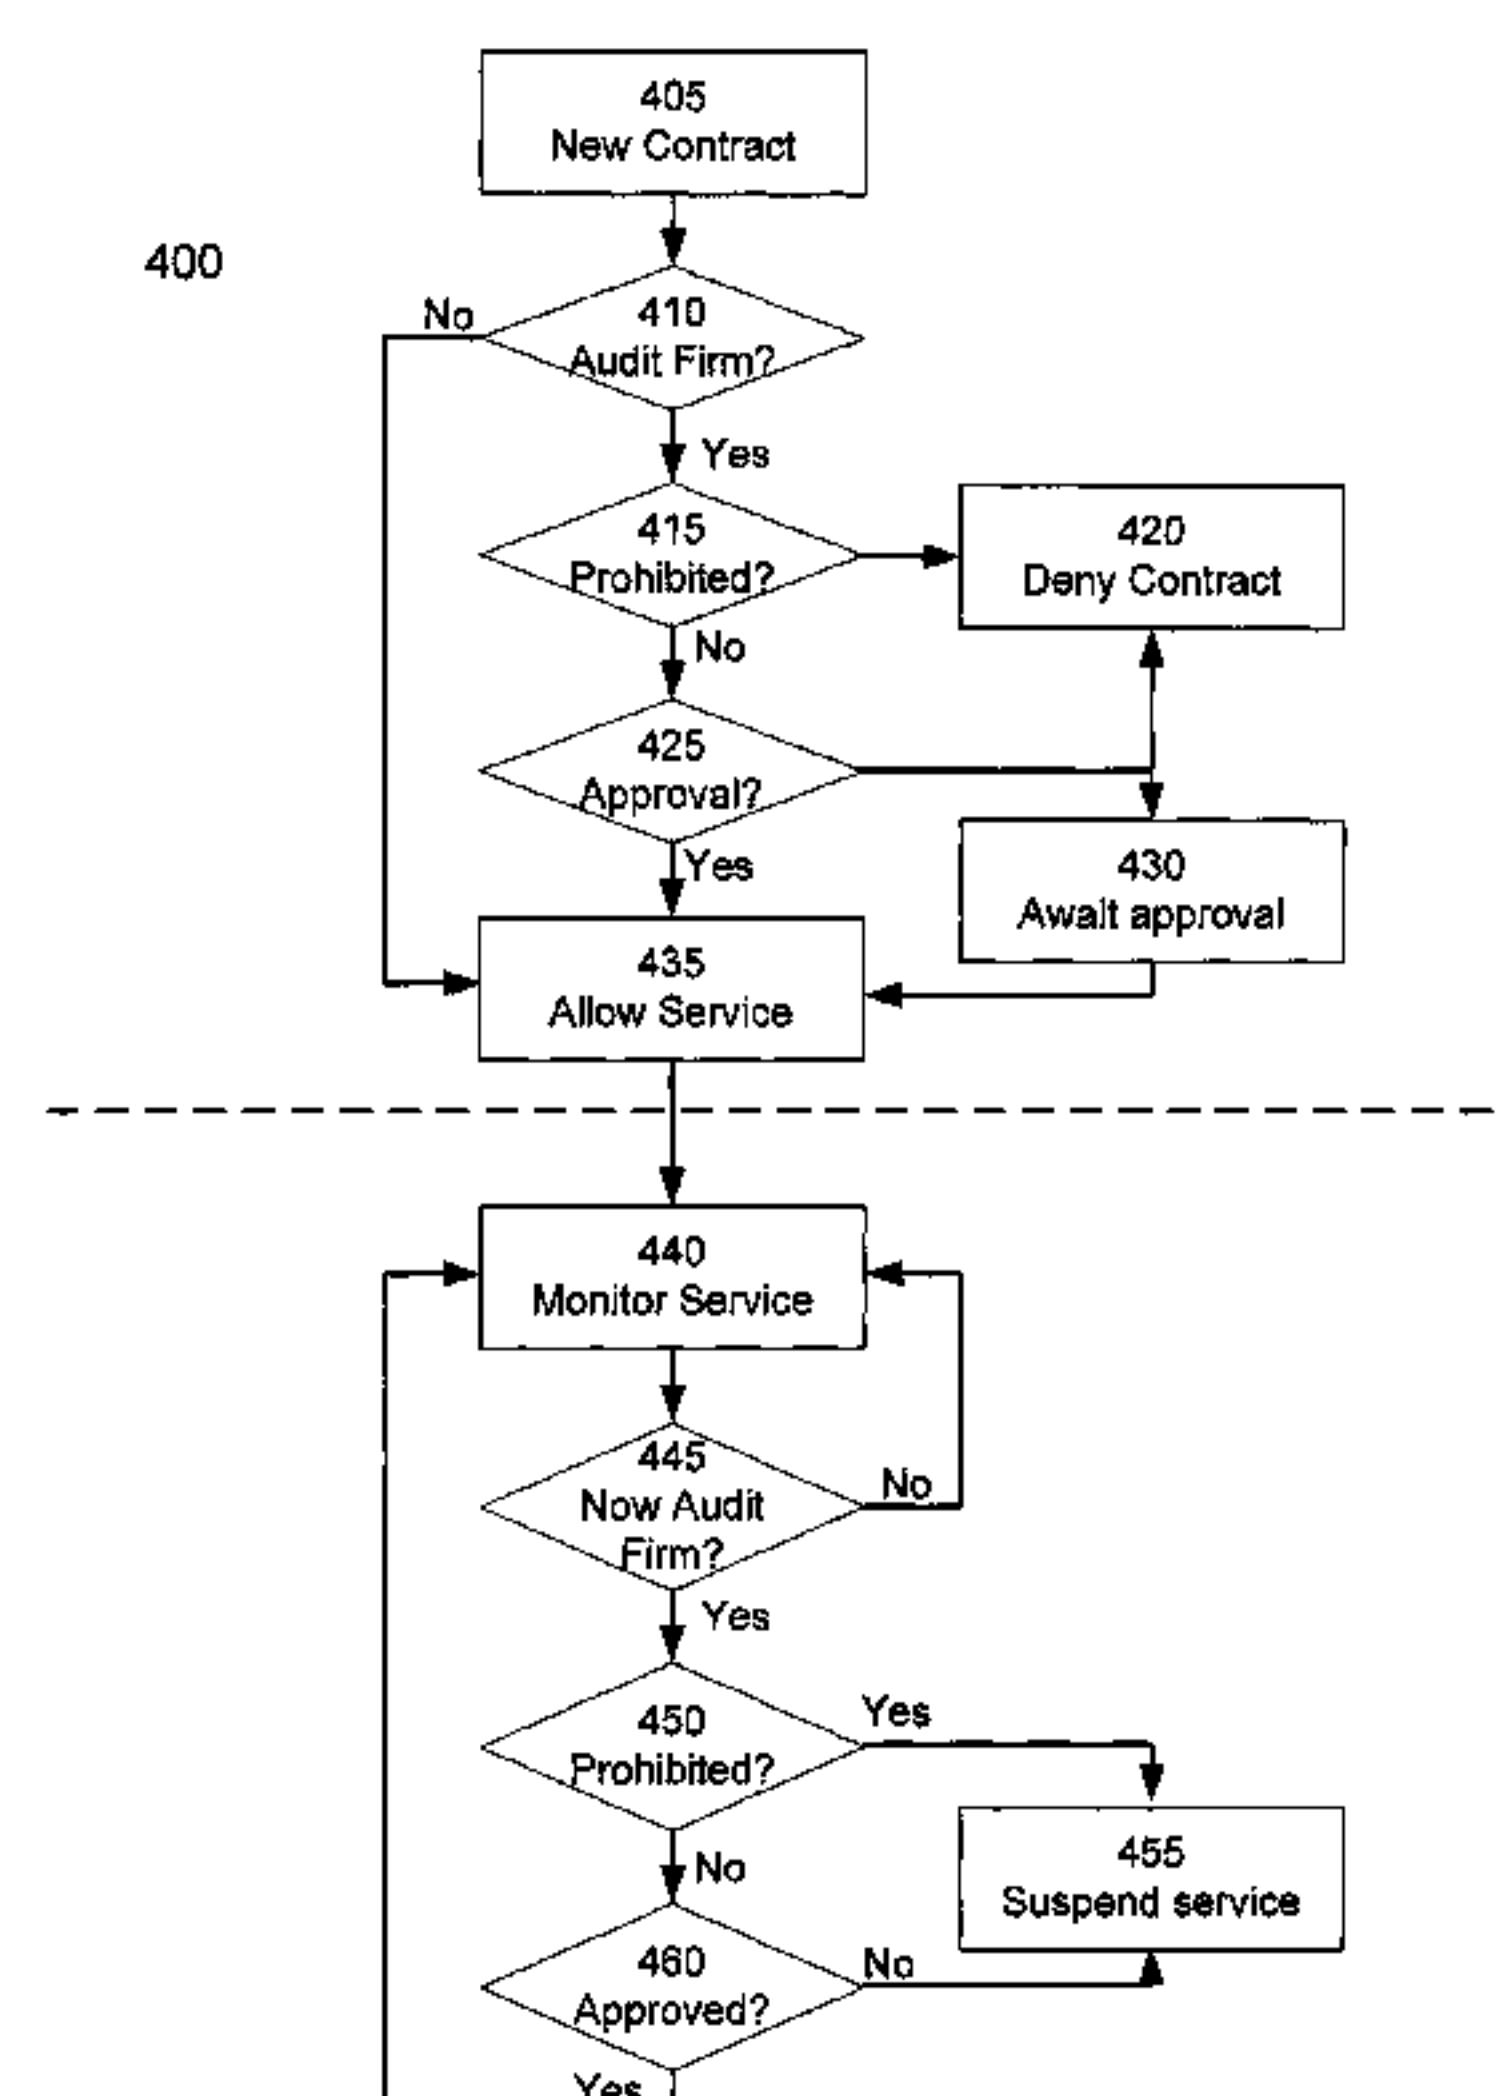 405
New Contract
400
No
410
Audit Firm?
Yes
415
Prohibited?
420
Deny Contract
No
425
Approval?
Yes
430
Await approval
435
Allow Service
440
Monitor Service
445
Now Audit
Firm?
No
Yes
450
Prohibited?
Yes
No
455
Suspend service
460
Approved?
No
Yes